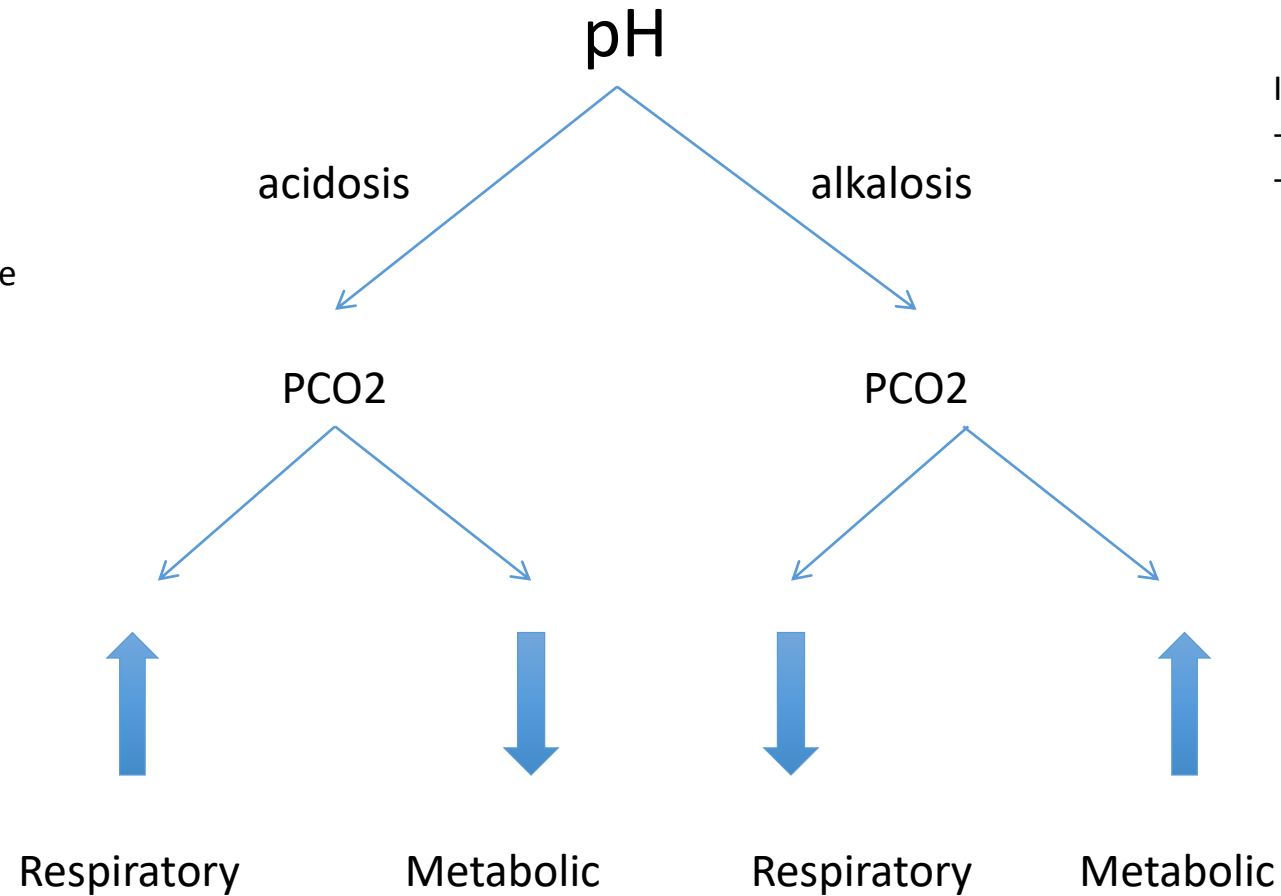 pH
I
-
-
acidosis
alkalosis
e
PCO2
PCO2
Respiratory
Metabolic
Respiratory
Metabolic